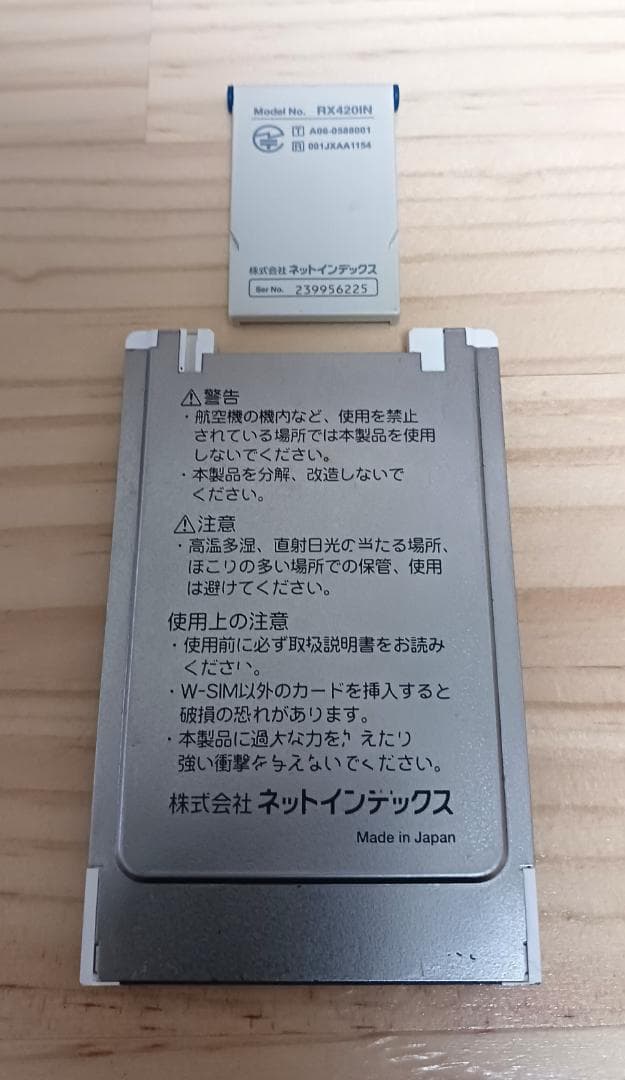 Model No. RX420IN
T A06-0588001
R 001JXAA1154
株式会社 ネットインデックス
Ser No. 239956225
⚠警告
・航空機の機内など、使用を禁止
されている場所では本製品を使用
しないでください。
・本製品を分解、改造しないで
ください。
⚠注意
・高温多湿、直射日光の当たる場所、
ほこりの多い場所での保管、使用
は避けてください。
使用上の注意
・使用前に必ず取扱説明書をお読み
ください。
・W-SIM以外のカードを挿入すると
破損の恐れがあります。
・本製品に過大な力を加えたり
強い衝撃を与えないでください。
株式会社 ネットインデックス
Made in Japan